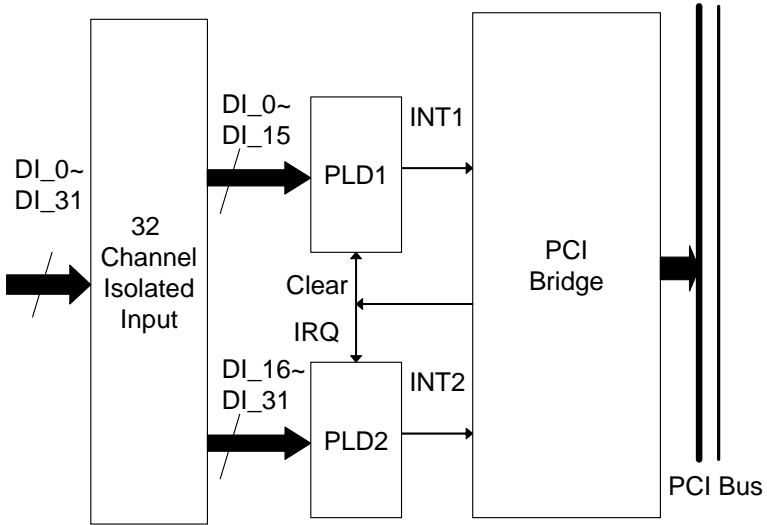 DI_0~
DI_31
32
Channel
Isolated
Input
DI_0~
DI_15
PLD1
INT1
Clear
IRQ
DI_16~
DI_31
PLD2
INT2
PCI
Bridge
PCI Bus